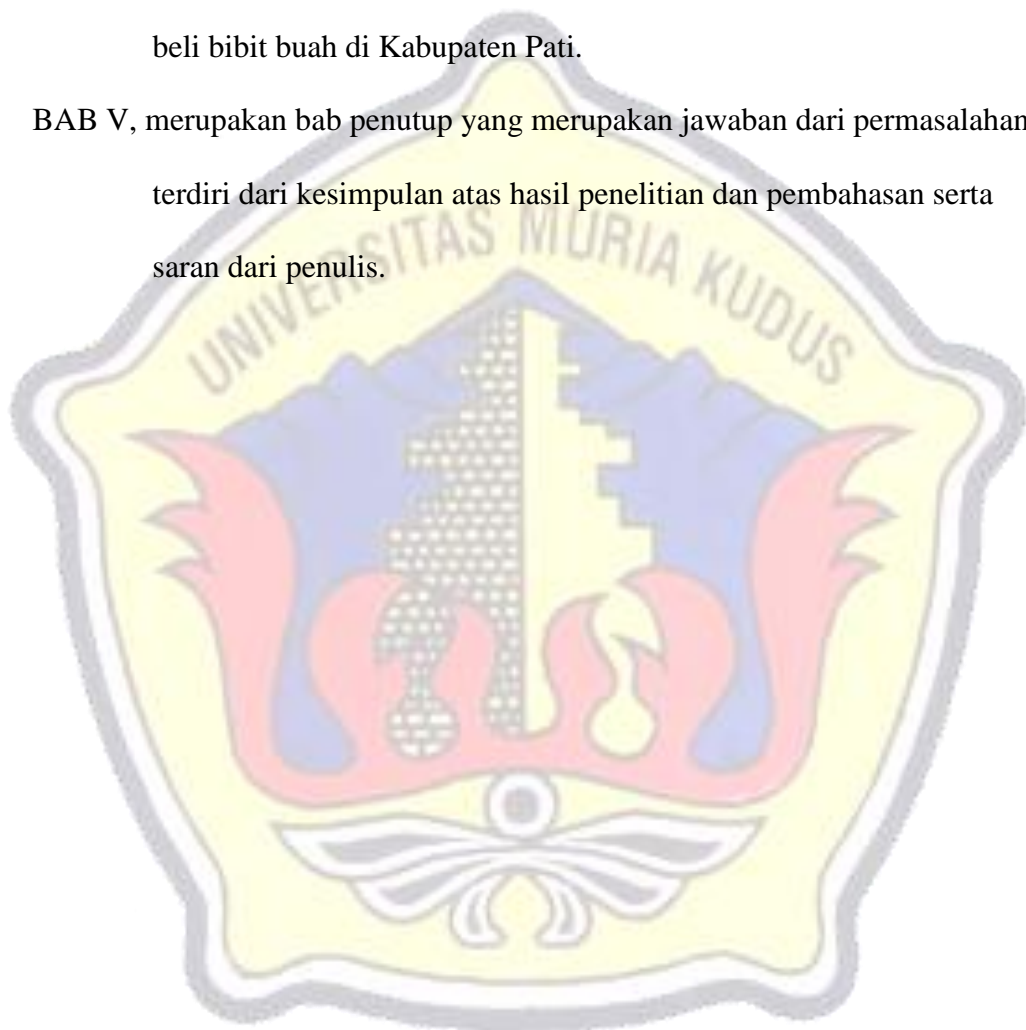 beli bibit buah di Kabupaten Pati.
BAB V, merupakan bab penutup yang merupakan jawaban dari permasalahan
terdiri dari kesimpulan atas hasil penelitian dan pembahasan serta
saran dari penulis.
UNIVERSITAS MURIA KUDUS